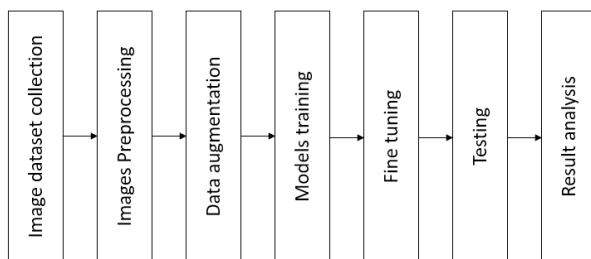 Image dataset collection
Images Preprocessing
Data augmentation
Models training
Fine tuning
Testing
Result analysis